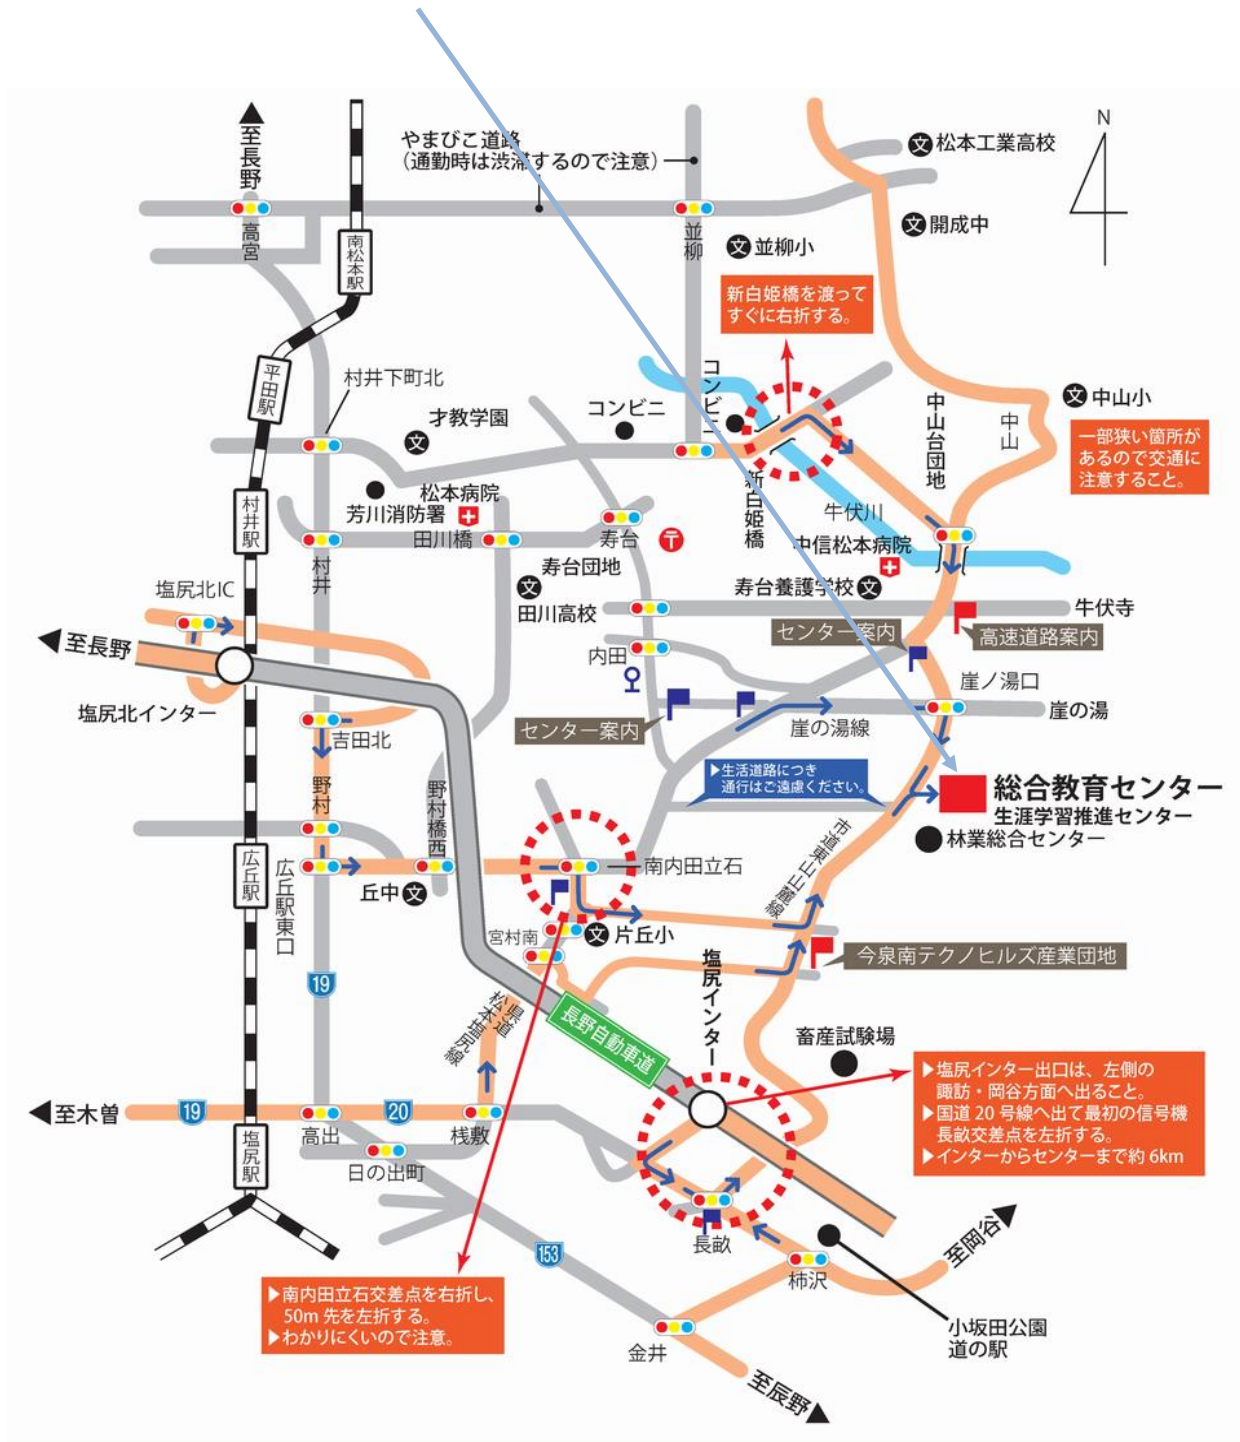 至長野
やまびこ道路
(通勤時は渋滞するので注意)
N
文 松本工業高校
高宮
南松本駅
並柳
文 並柳小
文 開成中
新白姫橋を渡って
すぐに右折する。
平田駅
村井下町北
才教学園
文
コンビニ
コンビニ
中山台団地
中山
文 中山小
一部狭い箇所が
あるので交通に
注意すること。
村井駅
芳川消防署
松本病院
田川橋
村井
寿台
〒
新白姫橋
牛伏川
中信松本病院
寿台団地
文
田川高校
寿台養護学校 文
牛伏寺
塩尻北IC
至長野
内田
センター案内
高速道路案内
塩尻北インター
吉田北
センター案内
崖の湯線
崖ノ湯口
崖の湯
野村
野村橋西
▶生活道路につき
通行はご遠慮ください。
総合教育センター
生涯学習推進センター
林業総合センター
市道東山山麓線
広丘駅
広丘駅東口
丘中 文
南内田立石
宮村南
文 片丘小
今泉南テクノヒルズ産業団地
19
県道
松本塩尻線
長野自動車道
塩尻インター
畜産試験場
▶塩尻インター出口は、左側の
諏訪・岡谷方面へ出ること。
▶国道 20 号線へ出て最初の信号機
長畝交差点を左折する。
▶インターからセンターまで約 6km
至木曽
19
20
高出
桟敷
塩尻駅
日の出町
長畝
153
柿沢
至岡谷
▶南内田立石交差点を右折し、
50m 先を左折する。
▶わかりにくいので注意。
金井
小坂田公園
道の駅
至辰野